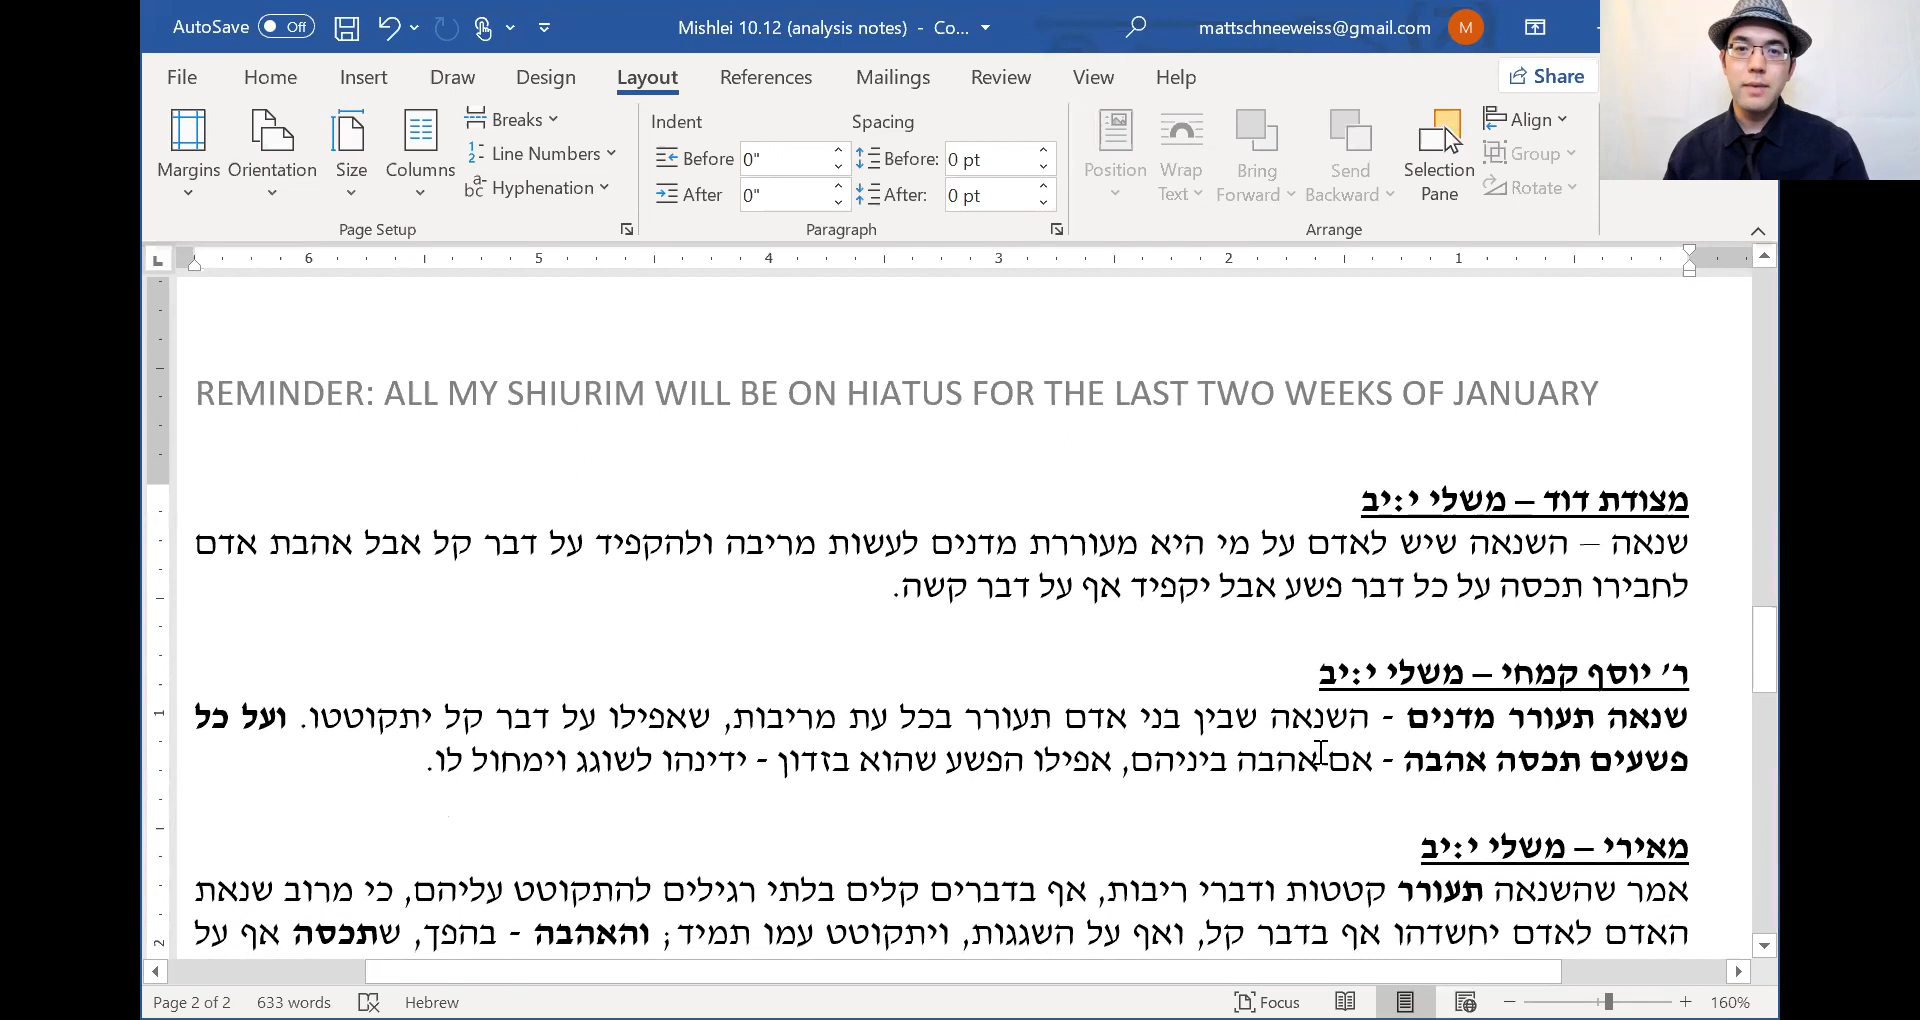 AutoSave Off Mishlei 10.12 (analysis notes) - Co... mattschneeweiss@gmail.com M
File Home Insert Draw Design Layout References Mailings Review View Help Share
Margins Orientation Size Columns
Breaks
Line Numbers
Hyphenation
Page Setup
Indent
Before 0"
After 0"
Spacing
Before: 0 pt
After: 0 pt
Paragraph
Position
Wrap Text
Bring Forward
Send Backward
Selection Pane
Align
Group
Rotate
Arrange
6 5 4 3 2 1
REMINDER: ALL MY SHIURIM WILL BE ON HIATUS FOR THE LAST TWO WEEKS OF JANUARY
מצודת דוד – משלי י:יב
שנאה – השנאה שיש לאדם על מי היא מעוררת מדנים לעשות מריבה ולהקפיד על דבר קל אבל אהבת אדם
לחבירו תכסה על כל דבר פשע אבל יקפיד אף על דבר קשה.
ר׳ יוסף קמחי – משלי י:יב
שנאה תעורר מדנים - השנאה שבין בני אדם תעורר בכל עת מריבות, שאפילו על דבר קל יתקוטטו. ועל כל
פשעים תכסה אהבה - אם אהבה ביניהם, אפילו הפשע שהוא בזדון - ידינהו לשוגג וימחול לו.
מאירי – משלי י:יב
אמר שהשנאה תעורר קטטות ודברי ריבות, אף בדברים קלים בלתי רגילים להתקוטט עליהם, כי מרוב שנאת
האדם לאדם יחשדהו אף בדבר קל, ואף על השגגות, ויתקוטט עמו תמיד; והאהבה - בהפך, שתכסה אף על
1
2
Page 2 of 2 633 words Hebrew Focus 160%